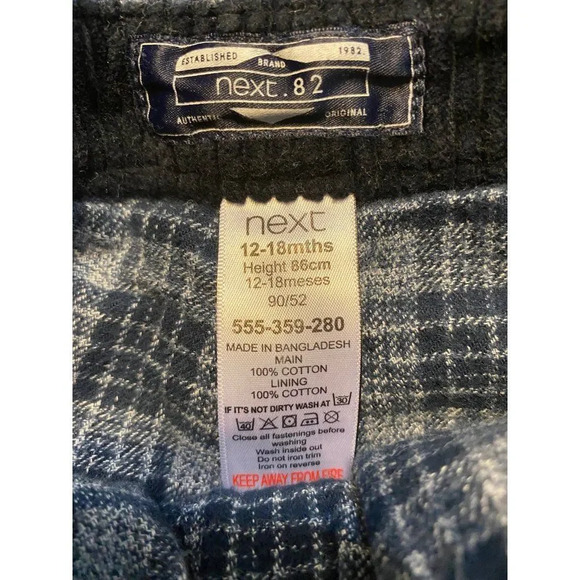 ESTABLISHED BRAND 1982.
next.82
AUTHENTIC ORIGINAL
next
12-18mths
Height 86cm
12-18meses
90/52
555-359-280
MADE IN BANGLADESH
MAIN
100% COTTON
LINING
100% COTTON
IF IT'S NOT DIRTY WASH AT 30
40
Close all fastenings before
washing
Wash inside out
Do not iron trim
Iron on reverse
KEEP AWAY FROM FIRE